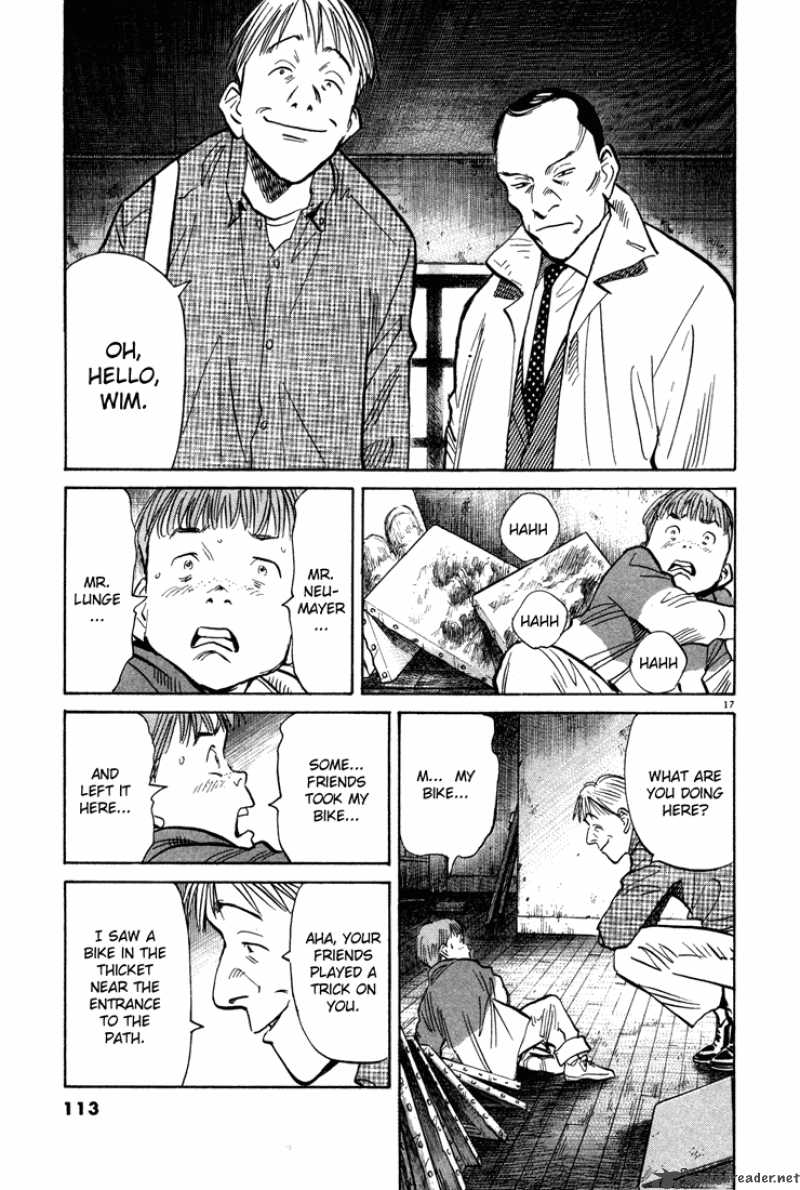 OH,
HELLO,
WIM.
HAHH
HAHH
HAHH
MR.
NEU-
MAYER
...
MR.
LUNGE
...
17
WHAT ARE
YOU DOING
HERE?
M... MY
BIKE...
SOME...
FRIENDS
TOOK MY
BIKE...
AND
LEFT IT
HERE...
AHA, YOUR
FRIENDS
PLAYED A
TRICK ON
YOU.
I SAW A
BIKE IN THE
THICKET
NEAR THE
ENTRANCE
TO THE
PATH.
113